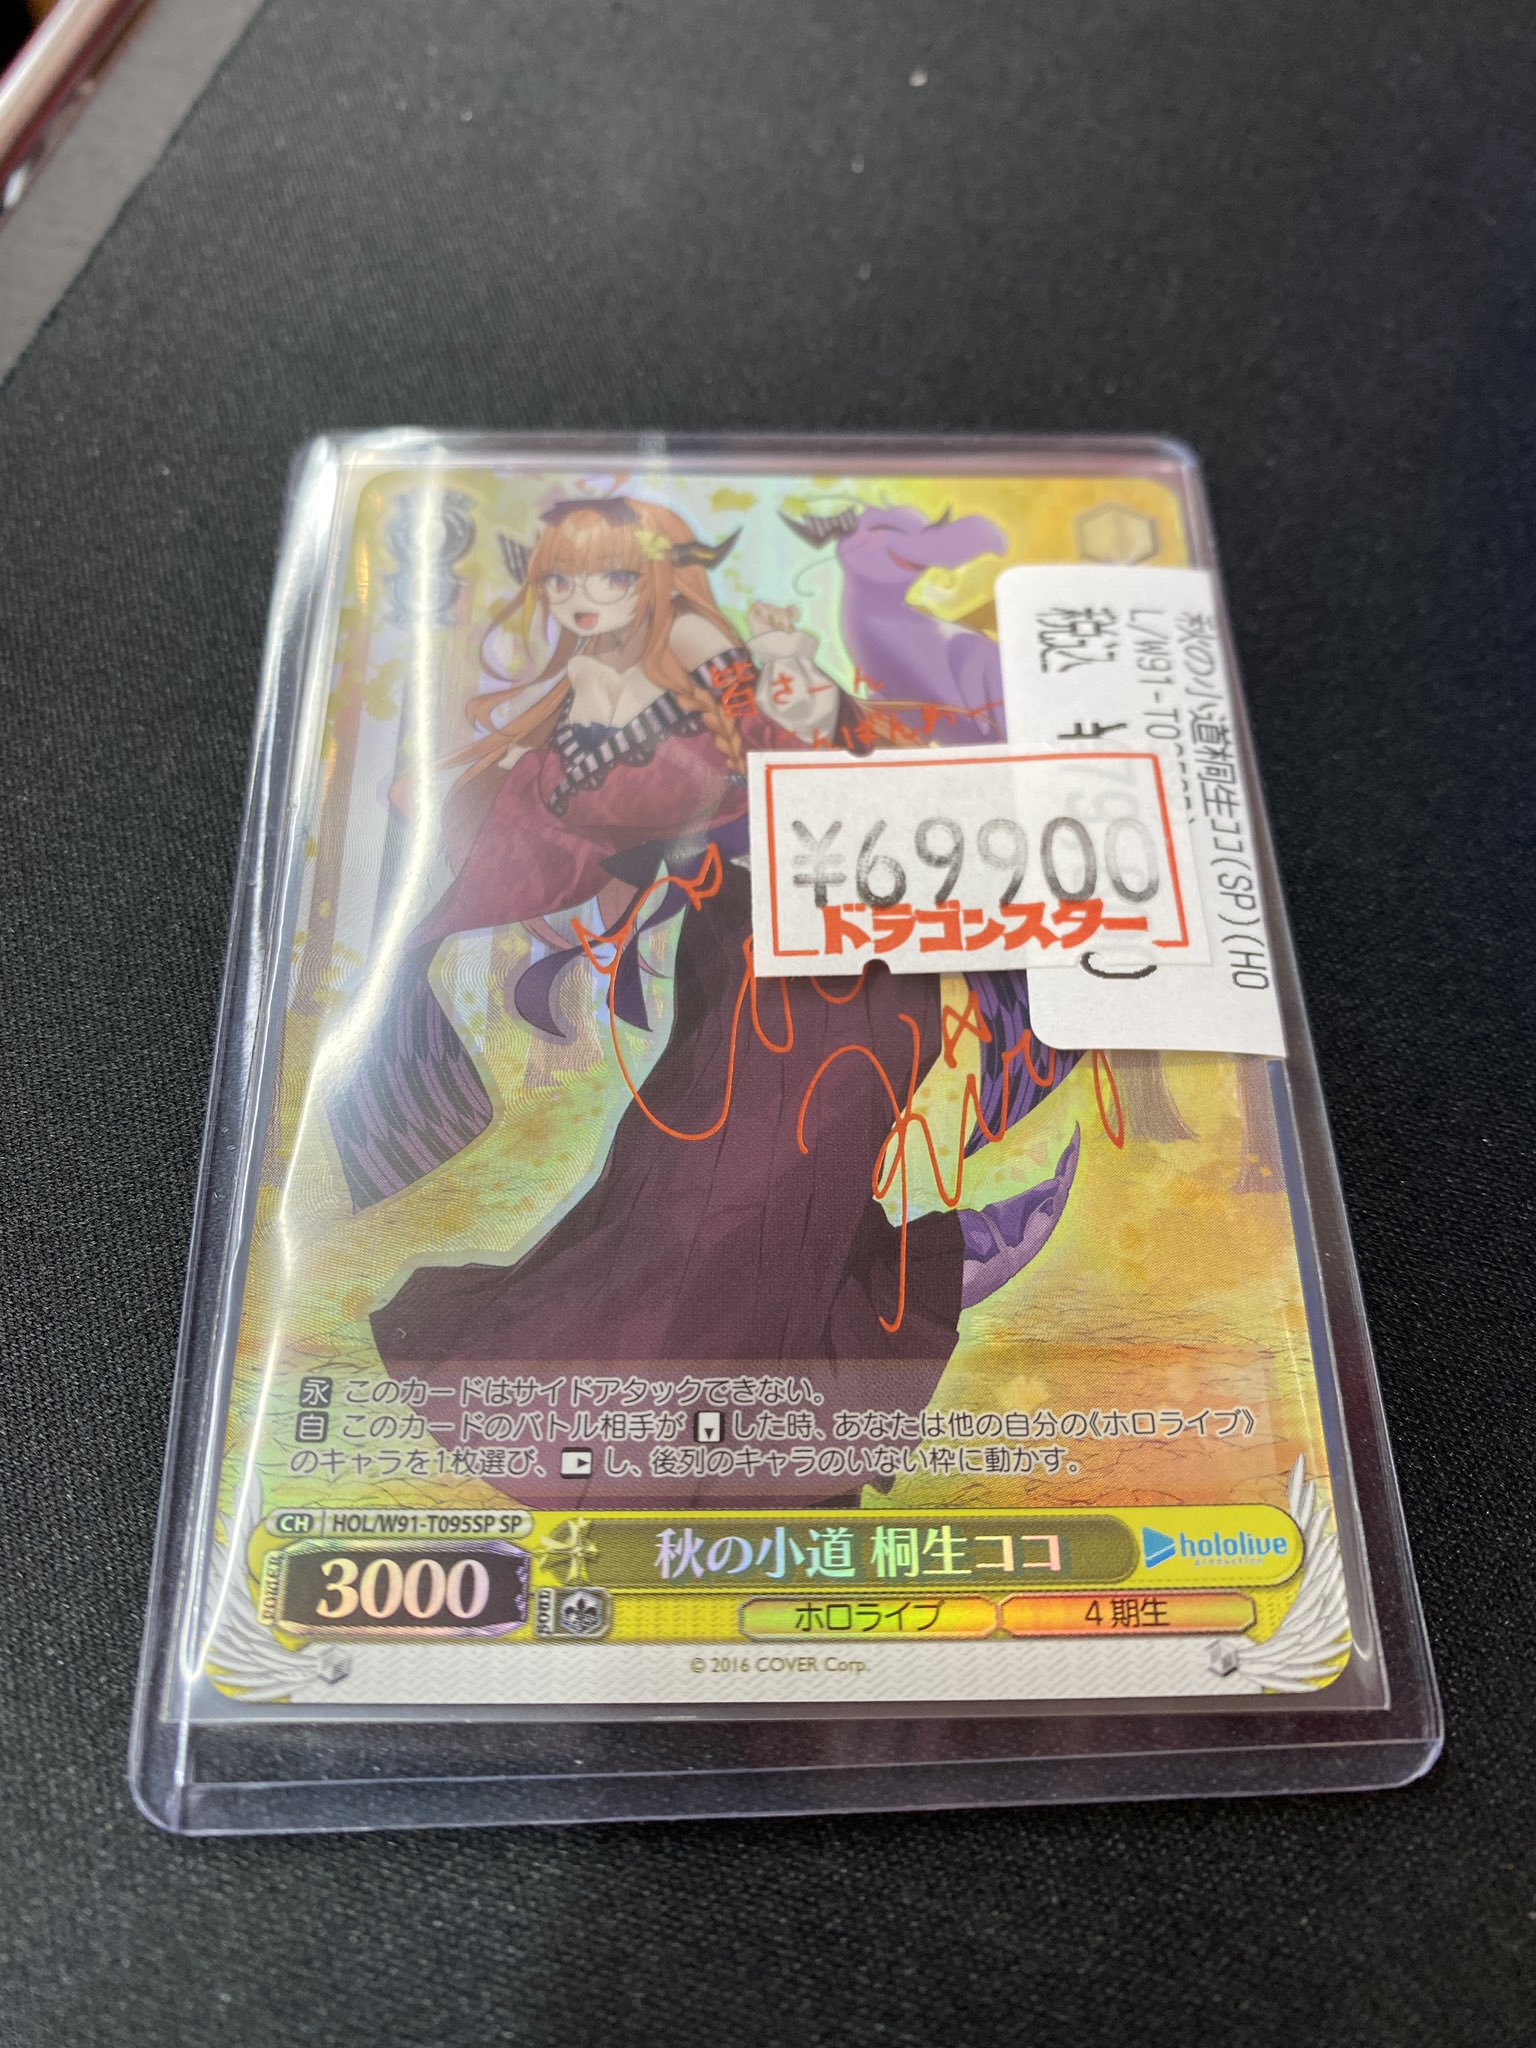 皆さーん
税込
秋の小道桐生ココ(SP)(HO
¥69900
ドラゴンスター
永 このカードはサイドアタックできない。
自 このカードのバトル相手が した時、あなたは他の自分の《ホロライブ》
のキャラを1枚選び、 し、後列のキャラのいない枠に動かす。
CH HOL/W91-T095SP SP
POWER 3000
秋の小道 桐生ココ
hololive
production
SOUL
ホロライブ 4期生
© 2016 COVER Corp.